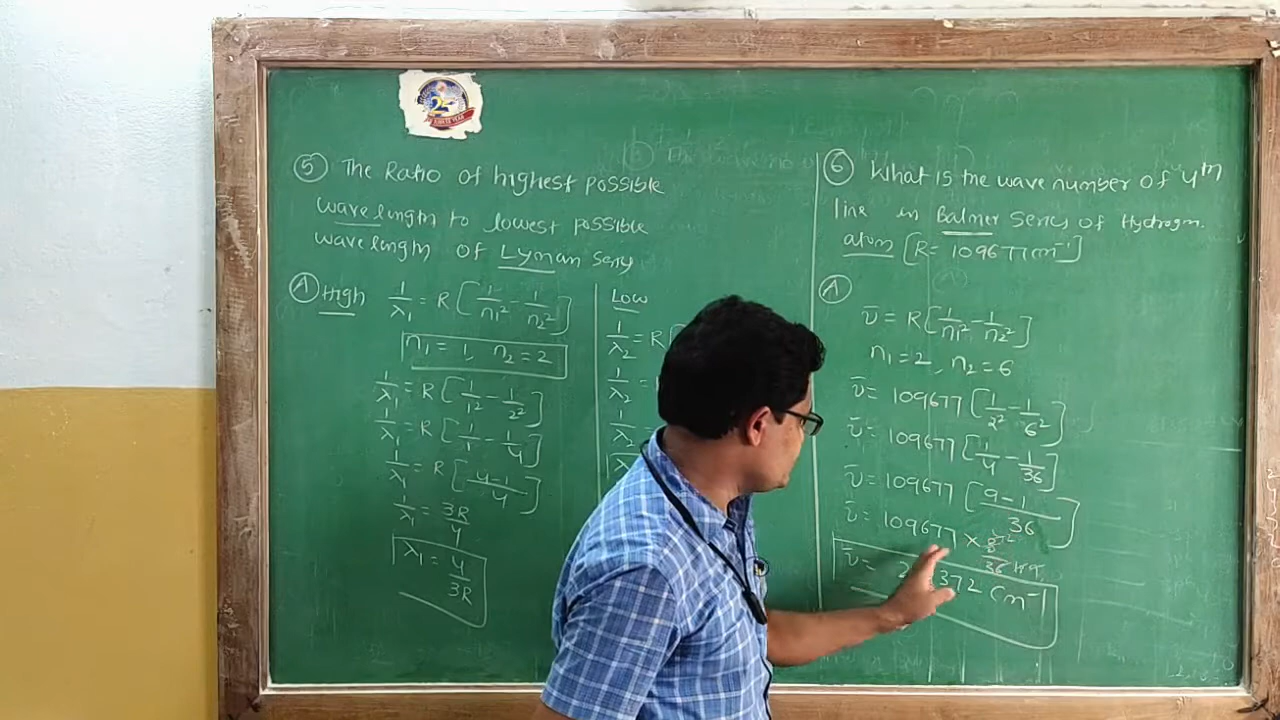 5 The Ratio of highest possible
wavelength to lowest possible
wavelength of Lyman sery
A High 1/λ1 = R [1/n1² - 1/n2²]
n1 = 1, n2 = 2
1/λ1 = R [1/1² - 1/2²]
1/λ1 = R [1/1 - 1/4]
1/λ1 = R [4-1/4]
1/λ1 = 3R/4
λ1 = 4/3R
Low
1/λ2 = R
1/λ2 =
1/λ2
6 What is the wave number of 4th
line in Balmer Series of Hydrogen
atom [R = 109677 cm⁻¹]
A
ν̅ = R [1/n1² - 1/n2²]
n1 = 2, n2 = 6
ν̅ = 109677 [1/2² - 1/6²]
ν̅ = 109677 [1/4 - 1/36]
ν̅ = 109677 [9-1/36]
ν̅ = 109677 × 8/36
ν̅ = 2 372 cm⁻¹